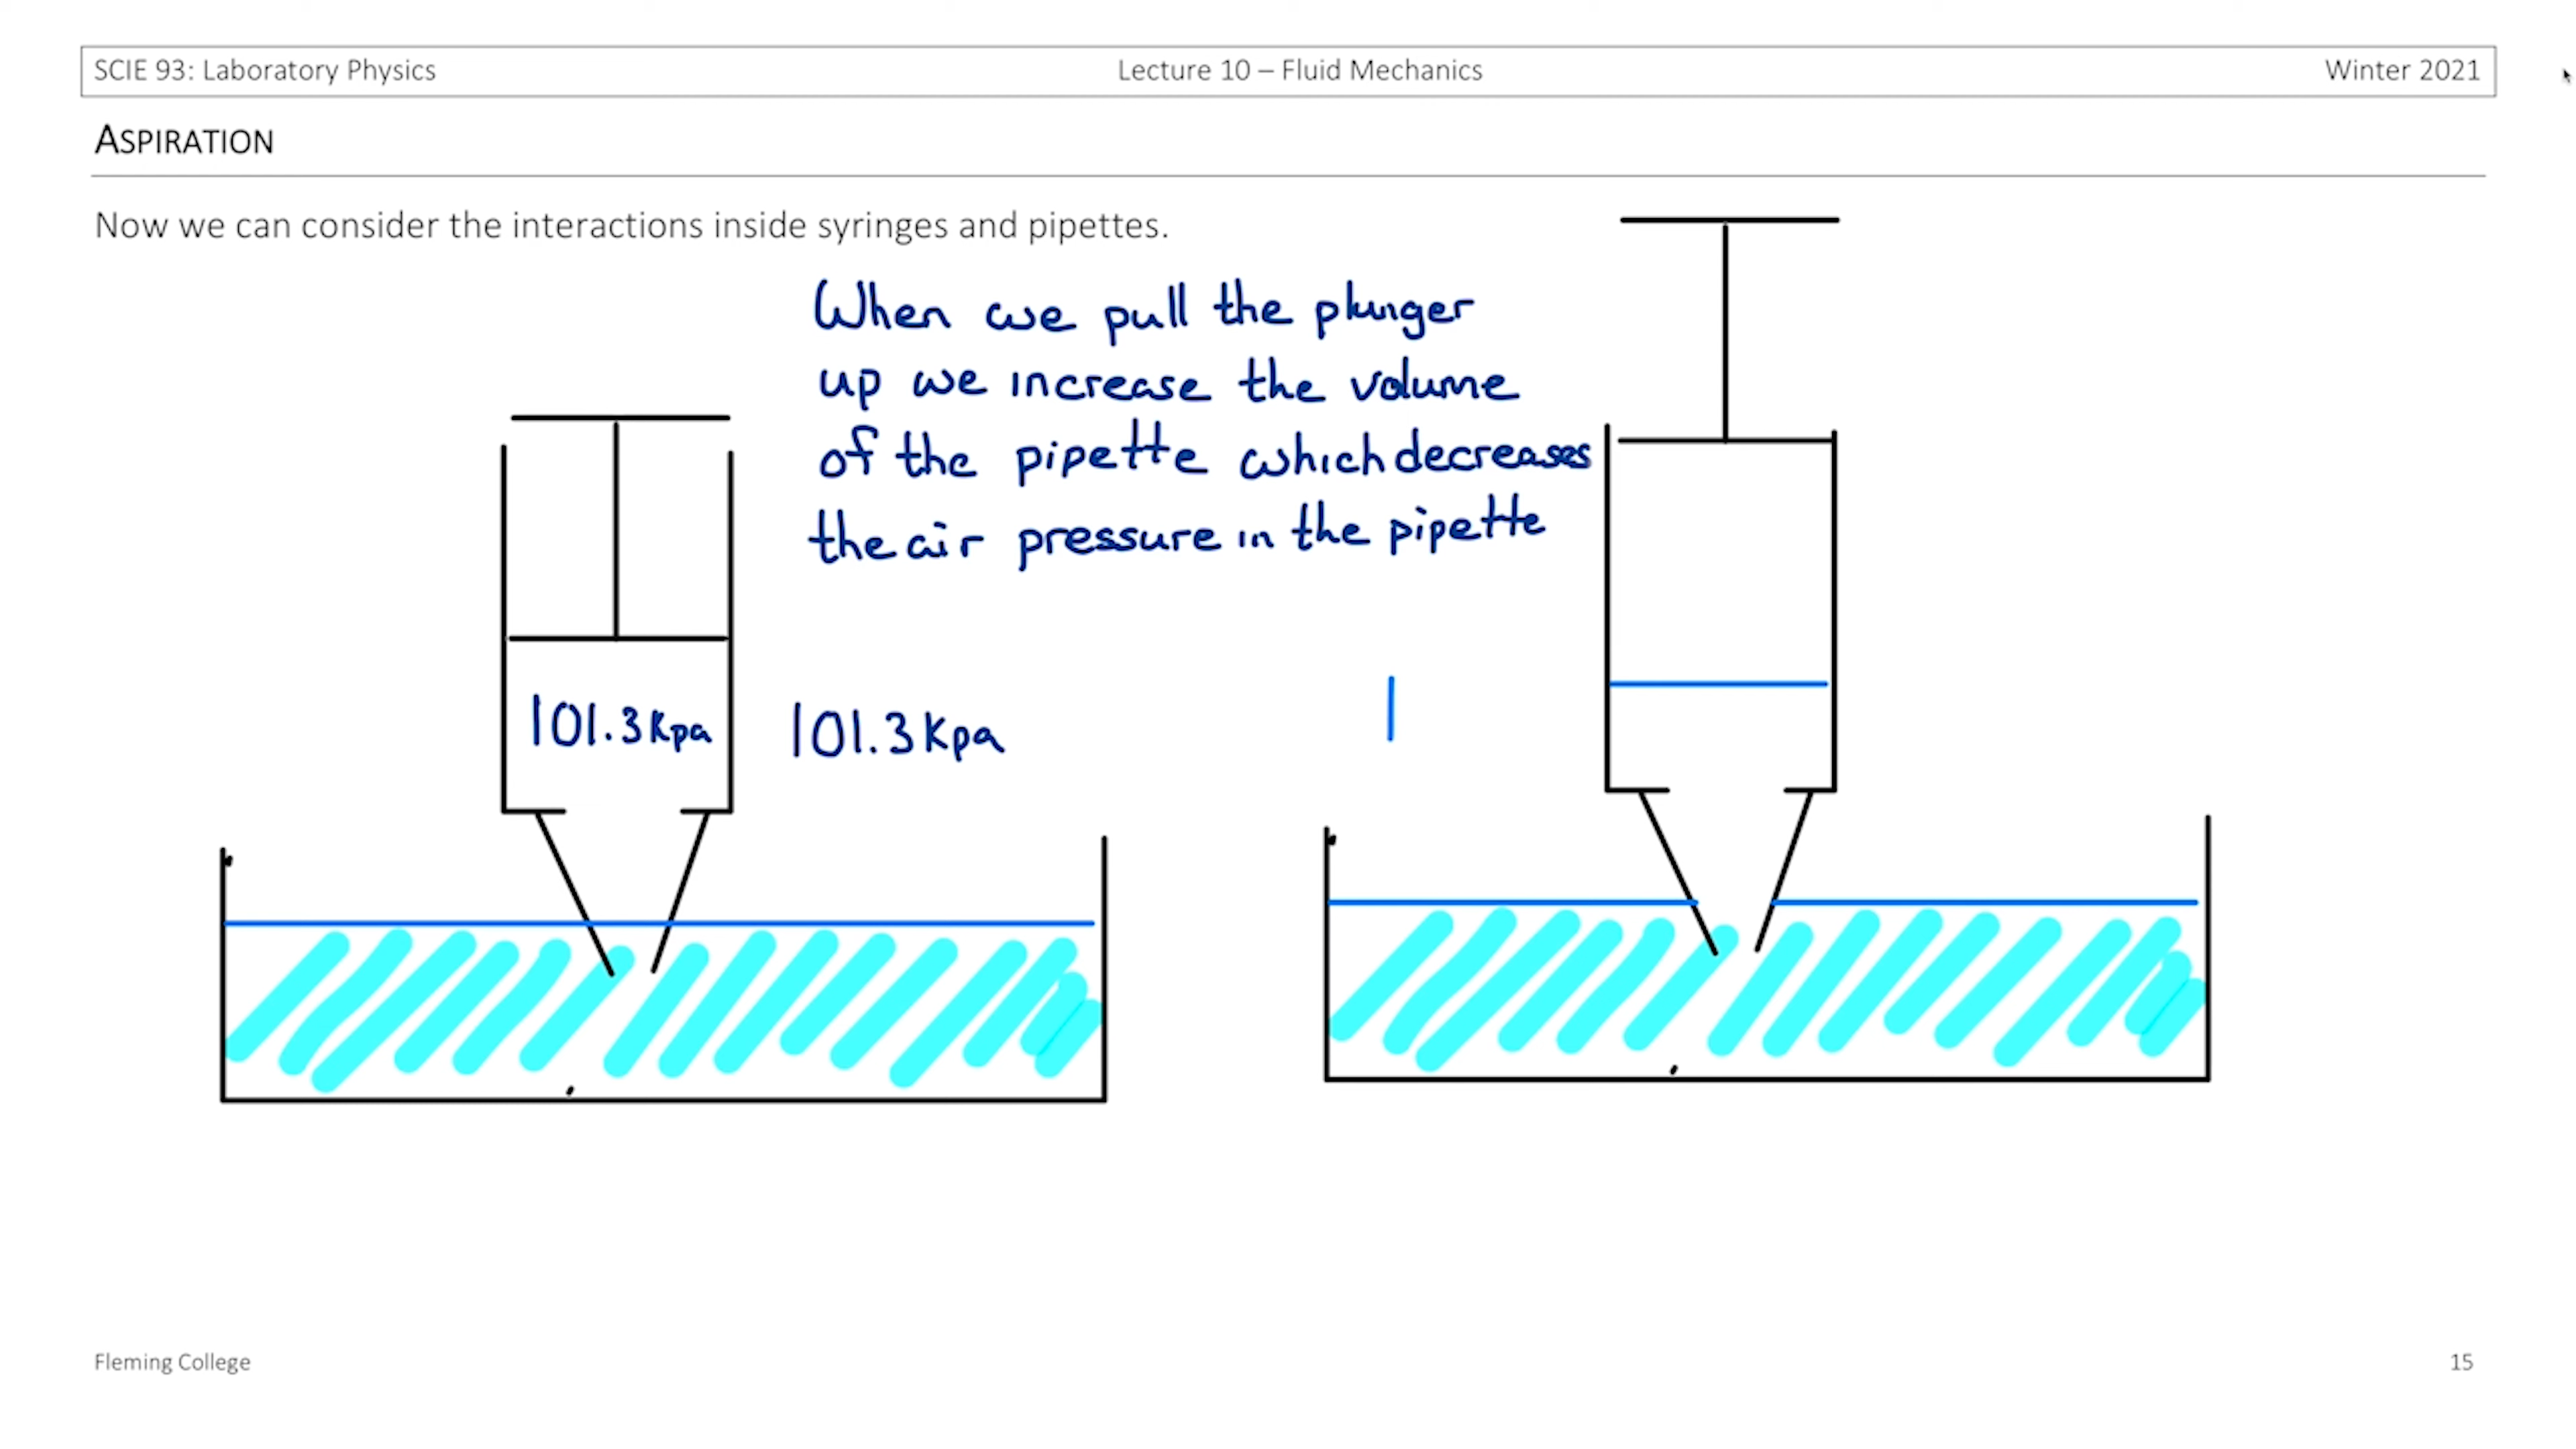 SCIE 93: Laboratory Physics
Lecture 10 – Fluid Mechanics
Winter 2021
ASPIRATION
Now we can consider the interactions inside syringes and pipettes.
When we pull the plunger
up we increase the volume
of the pipette which decreases
the air pressure in the pipette
101.3Kpa
101.3Kpa
1
Fleming College
15